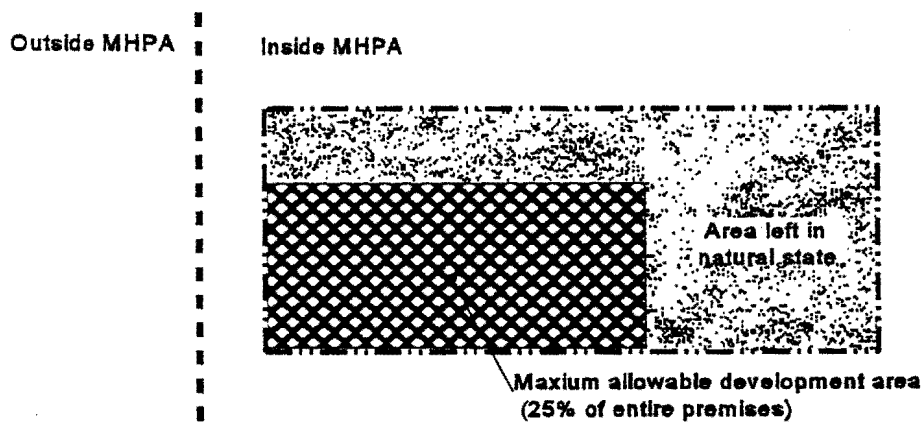 Outside MHPA
Inside MHPA
Area left in
natural state
Maxium allowable development area
(25% of entire premises)